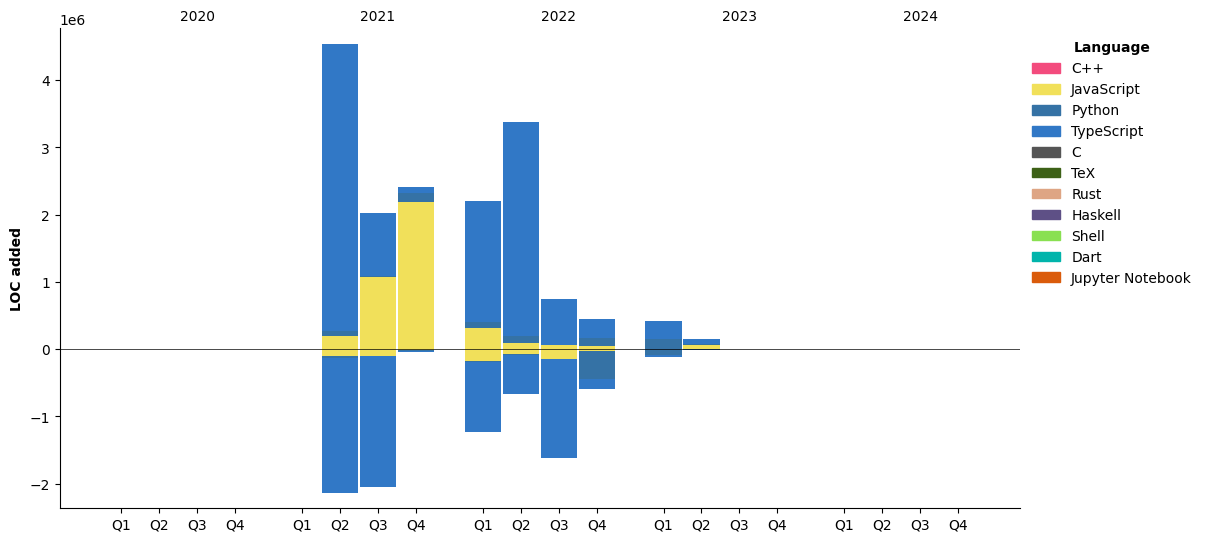 1e6
2020 2021 2022 2023 2024
Language
C++
JavaScript
Python
TypeScript
C
TeX
Rust
Haskell
Shell
Dart
Jupyter Notebook
LOC added
4
3
2
1
0
−1
−2
Q1 Q2 Q3 Q4 Q1 Q2 Q3 Q4 Q1 Q2 Q3 Q4 Q1 Q2 Q3 Q4 Q1 Q2 Q3 Q4